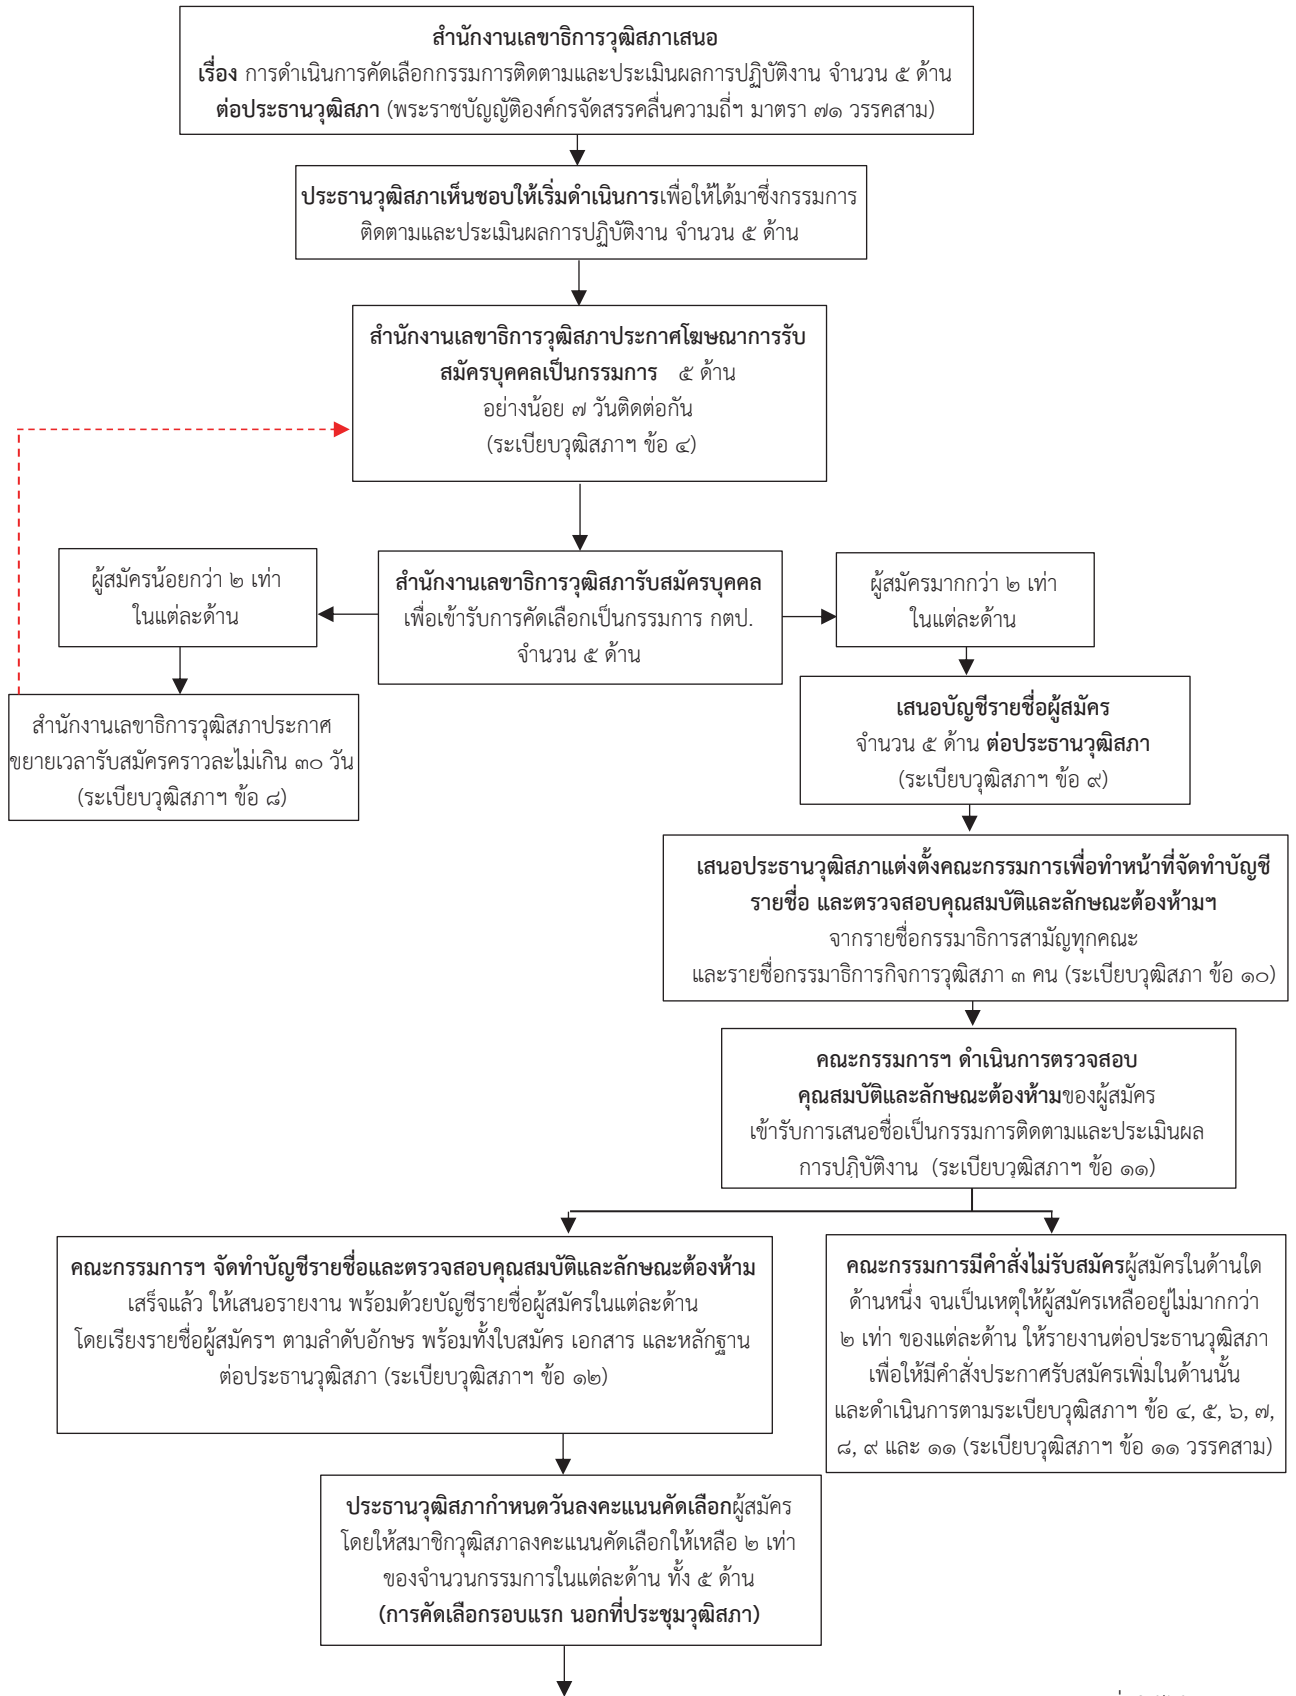 สำนักงานเลขาธิการวุฒิสภาเสนอ
เรื่อง การดำเนินการคัดเลือกกรรมการติดตามและประเมินผลการปฏิบัติงาน จำนวน ๕ ด้าน
ต่อประธานวุฒิสภา (พระราชบัญญัติองค์กรจัดสรรคลื่นความถี่ฯ มาตรา ๗๑ วรรคสาม)
ประธานวุฒิสภาเห็นชอบให้เริ่มดำเนินการเพื่อให้ได้มาซึ่งกรรมการ
ติดตามและประเมินผลการปฏิบัติงาน จำนวน ๕ ด้าน
สำนักงานเลขาธิการวุฒิสภาประกาศโฆษณาการรับ
สมัครบุคคลเป็นกรรมการ ๕ ด้าน
อย่างน้อย ๗ วันติดต่อกัน
(ระเบียบวุฒิสภาฯ ข้อ ๔)
ผู้สมัครน้อยกว่า ๒ เท่า
ในแต่ละด้าน
สำนักงานเลขาธิการวุฒิสภารับสมัครบุคคล
เพื่อเข้ารับการคัดเลือกเป็นกรรมการ กตป.
จำนวน ๕ ด้าน
ผู้สมัครมากกว่า ๒ เท่า
ในแต่ละด้าน
สำนักงานเลขาธิการวุฒิสภาประกาศ
ขยายเวลารับสมัครคราวละไม่เกิน ๓๐ วัน
(ระเบียบวุฒิสภาฯ ข้อ ๘)
เสนอบัญชีรายชื่อผู้สมัคร
จำนวน ๕ ด้าน ต่อประธานวุฒิสภา
(ระเบียบวุฒิสภาฯ ข้อ ๙)
เสนอประธานวุฒิสภาแต่งตั้งคณะกรรมการเพื่อทำหน้าที่จัดทำบัญชี
รายชื่อ และตรวจสอบคุณสมบัติและลักษณะต้องห้ามฯ
จากรายชื่อกรรมาธิการสามัญทุกคณะ
และรายชื่อกรรมาธิการกิจการวุฒิสภา ๓ คน (ระเบียบวุฒิสภา ข้อ ๑๐)
คณะกรรมการฯ ดำเนินการตรวจสอบ
คุณสมบัติและลักษณะต้องห้ามของผู้สมัคร
เข้ารับการเสนอชื่อเป็นกรรมการติดตามและประเมินผล
การปฏิบัติงาน (ระเบียบวุฒิสภาฯ ข้อ ๑๑)
คณะกรรมการฯ จัดทำบัญชีรายชื่อและตรวจสอบคุณสมบัติและลักษณะต้องห้าม
เสร็จแล้ว ให้เสนอรายงาน พร้อมด้วยบัญชีรายชื่อผู้สมัครในแต่ละด้าน
โดยเรียงรายชื่อผู้สมัครฯ ตามลำดับอักษร พร้อมทั้งใบสมัคร เอกสาร และหลักฐาน
ต่อประธานวุฒิสภา (ระเบียบวุฒิสภาฯ ข้อ ๑๒)
คณะกรรมการมีคำสั่งไม่รับสมัครผู้สมัครในด้านใด
ด้านหนึ่ง จนเป็นเหตุให้ผู้สมัครเหลืออยู่ไม่มากกว่า
๒ เท่า ของแต่ละด้าน ให้รายงานต่อประธานวุฒิสภา
เพื่อให้มีคำสั่งประกาศรับสมัครเพิ่มในด้านนั้น
และดำเนินการตามระเบียบวุฒิสภาฯ ข้อ ๔, ๕, ๖, ๗,
๘, ๙ และ ๑๑ (ระเบียบวุฒิสภาฯ ข้อ ๑๑ วรรคสาม)
ประธานวุฒิสภากำหนดวันลงคะแนนคัดเลือกผู้สมัคร
โดยให้สมาชิกวุฒิสภาลงคะแนนคัดเลือกให้เหลือ ๒ เท่า
ของจำนวนกรรมการในแต่ละด้าน ทั้ง ๕ ด้าน
(การคัดเลือกรอบแรก นอกที่ประชุมวุฒิสภา)